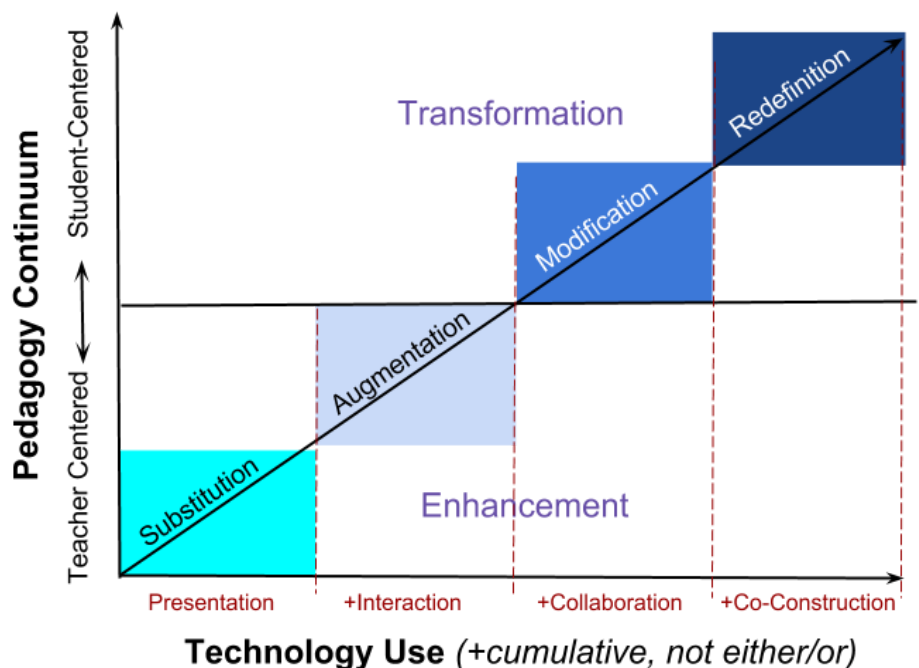 Pedagogy Continuum
Student-Centered
Teacher Centered
Transformation
Redefinition
Modification
Augmentation
Substitution
Enhancement
Presentation
+Interaction
+Collaboration
+Co-Construction
Technology Use (+cumulative, not either/or)